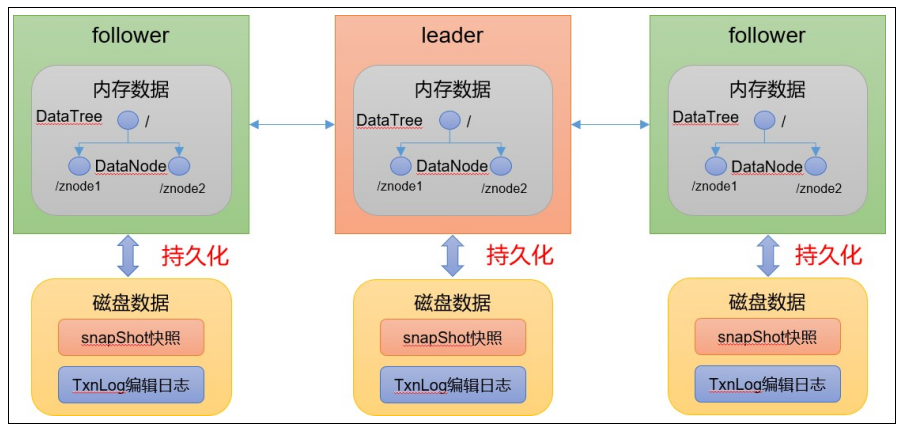 follower
内存数据
DataTree
/
DataNode
/znode1
/znode2
持久化
磁盘数据
snapShot快照
TxnLog编辑日志
leader
内存数据
DataTree
/
DataNode
/znode1
/znode2
持久化
磁盘数据
snapShot快照
TxnLog编辑日志
follower
内存数据
DataTree
/
DataNode
/znode1
/znode2
持久化
磁盘数据
snapShot快照
TxnLog编辑日志